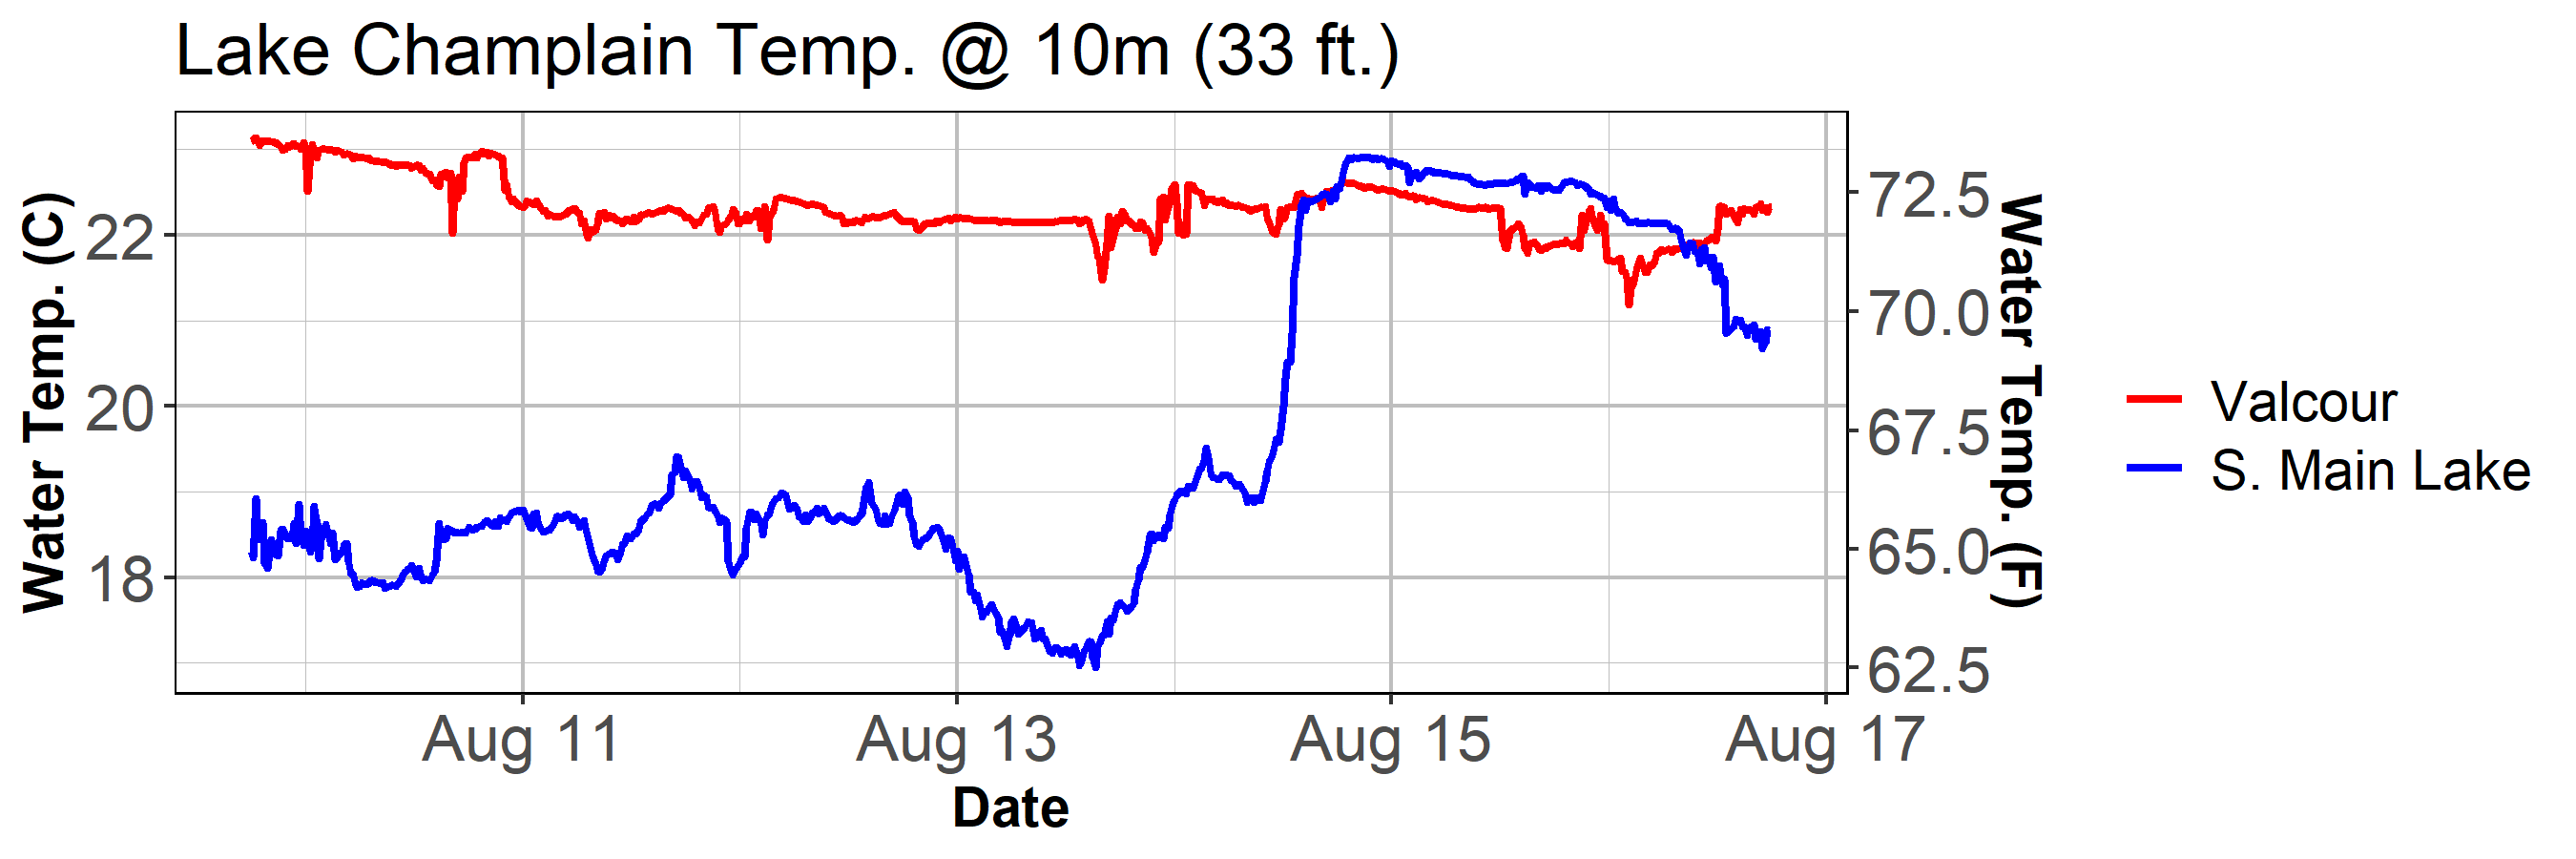 Lake Champlain Temp. @ 10m (33 ft.)
Water Temp. (C)
22
20
18
72.5
70.0
67.5
65.0
62.5
Water Temp. (F)
Valcour
S. Main Lake
Aug 11
Aug 13
Aug 15
Aug 17
Date